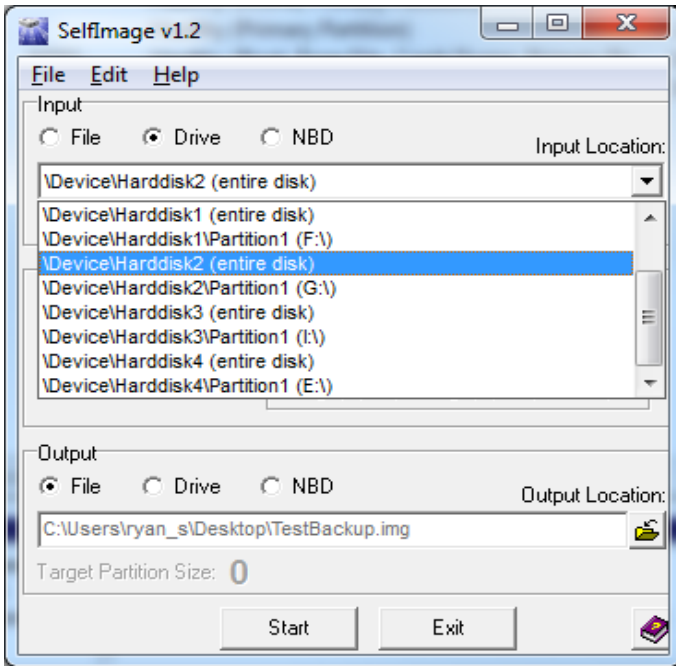 SelfImage v1.2
File Edit Help
Input
File Drive NBD
Input Location:
\Device\Harddisk2 (entire disk)
\Device\Harddisk1 (entire disk)
\Device\Harddisk1\Partition1 (F:\)
\Device\Harddisk2 (entire disk)
\Device\Harddisk2\Partition1 (G:\)
\Device\Harddisk3 (entire disk)
\Device\Harddisk3\Partition1 (I:\)
\Device\Harddisk4 (entire disk)
\Device\Harddisk4\Partition1 (E:\)
Output
File Drive NBD
Output Location:
C:\Users\ryan_s\Desktop\TestBackup.img
Target Partition Size: 0
Start Exit